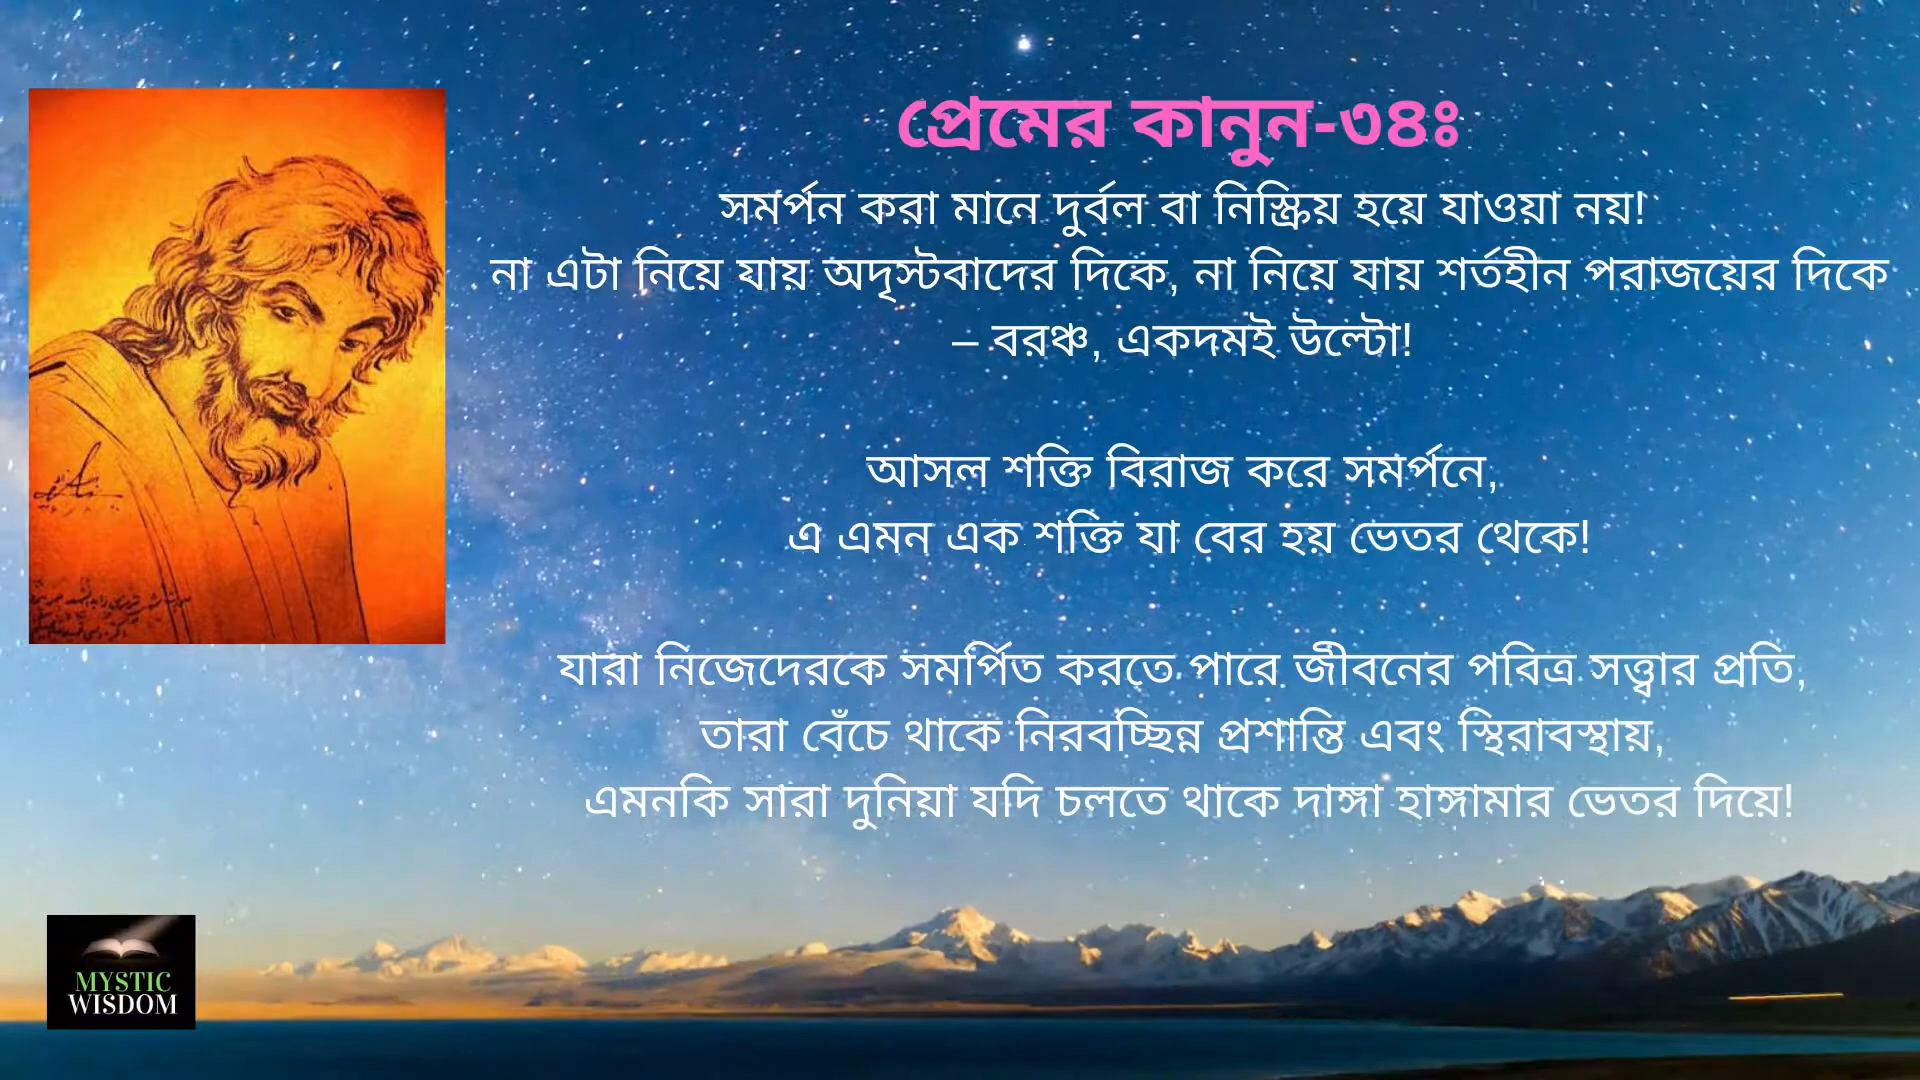 প্রেমের কানুন-৩৪ঃ
সমর্পন করা মানে দুর্বল বা নিস্ক্রিয় হয়ে যাওয়া নয়!
না এটা নিয়ে যায় অদৃস্টবাদের দিকে, না নিয়ে যায় শর্তহীন পরাজয়ের দিকে
– বরঞ্চ, একদমই উল্টো!
আসল শক্তি বিরাজ করে সমর্পনে,
এ এমন এক শক্তি যা বের হয় ভেতর থেকে!
যারা নিজেদেরকে সমর্পিত করতে পারে জীবনের পবিত্র সত্ত্বার প্রতি,
তারা বেঁচে থাকে নিরবচ্ছিন্ন প্রশান্তি এবং স্থিরাবস্থায়,
এমনকি সারা দুনিয়া যদি চলতে থাকে দাঙ্গা হাঙ্গামার ভেতর দিয়ে!
MYSTIC
WISDOM